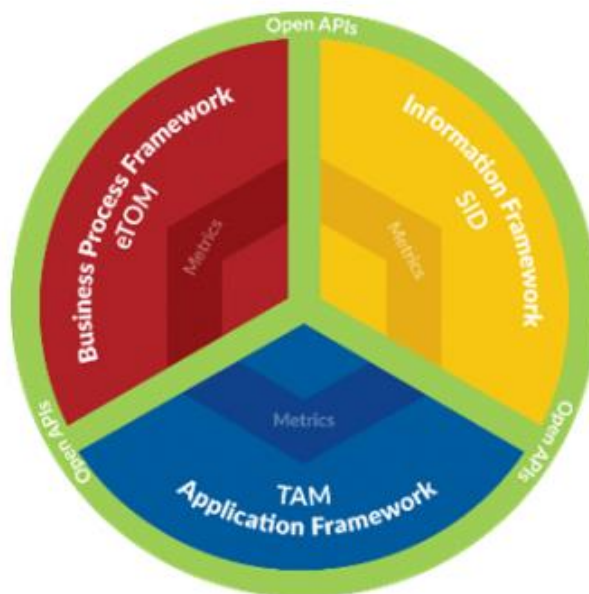 Open APIs
Business Process Framework
eTOM
Metrics
Information Framework
SID
Metrics
Metrics
TAM
Application Framework
Open APIs
Open APIs